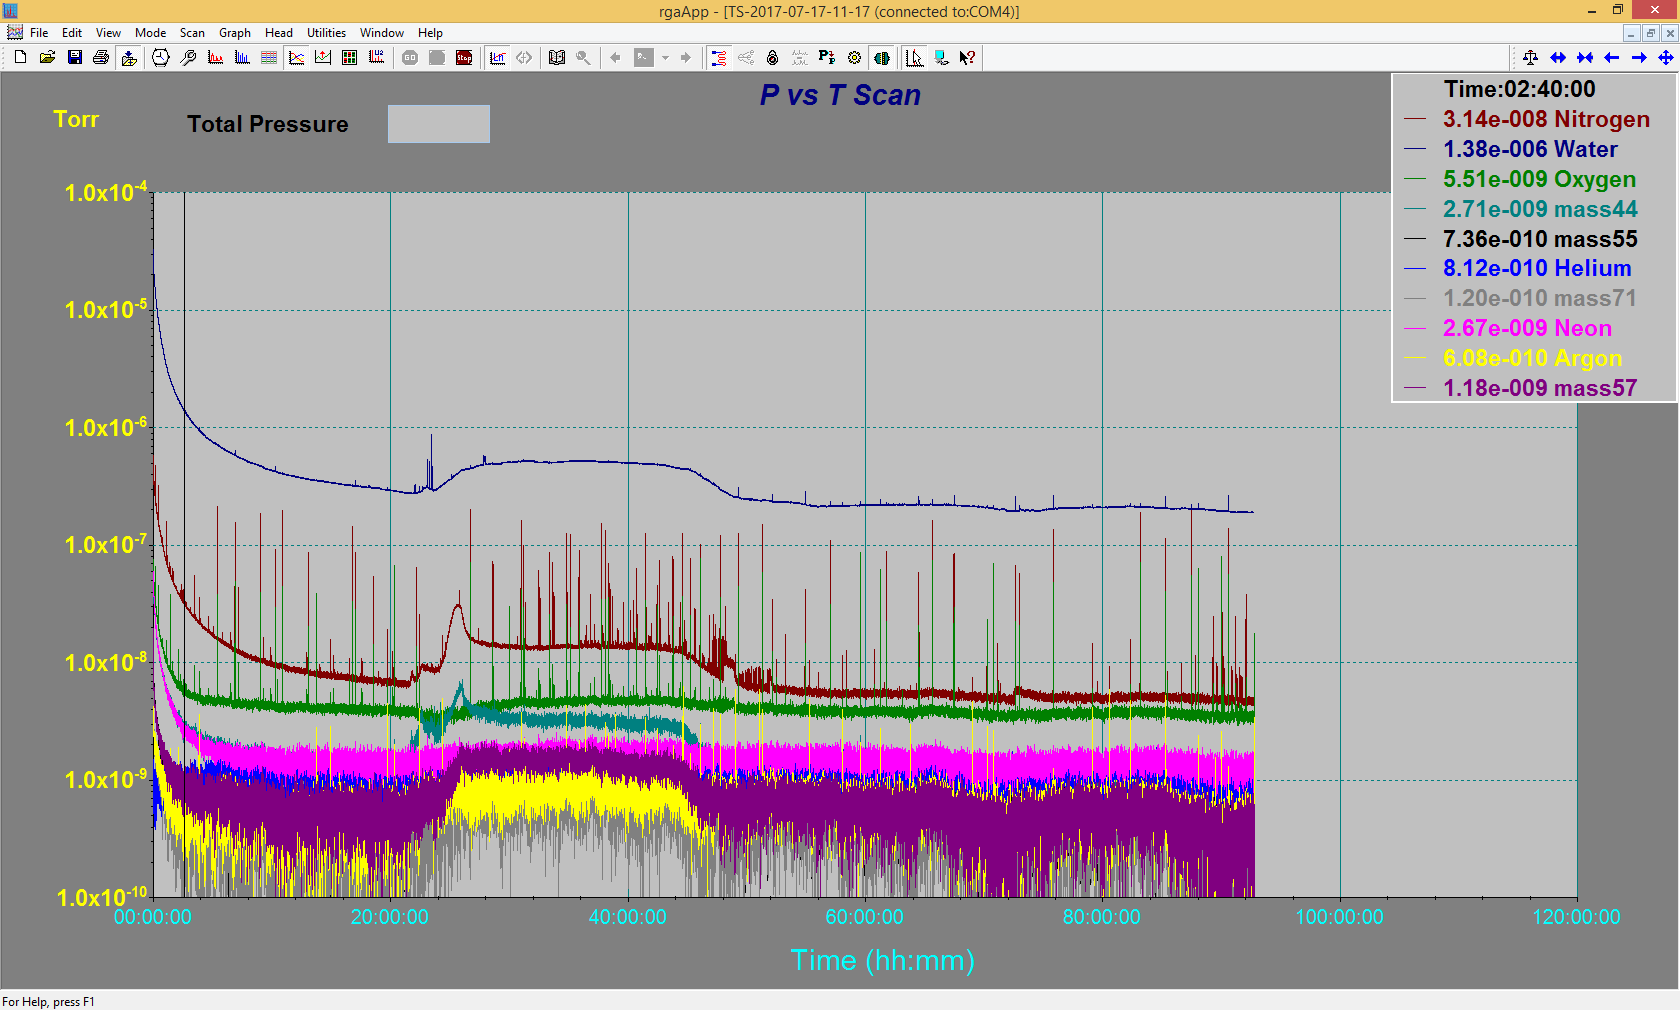 rgaApp - [TS-2017-07-17-11-17 (connected to:COM4)]
File Edit View Mode Scan Graph Head Utilities Window Help
GO Stop
P vs T Scan
Torr
Total Pressure
Time:02:40:00
3.14e-008 Nitrogen
1.38e-006 Water
5.51e-009 Oxygen
2.71e-009 mass44
7.36e-010 mass55
8.12e-010 Helium
1.20e-010 mass71
2.67e-009 Neon
6.08e-010 Argon
1.18e-009 mass57
1.0x10-4
1.0x10-5
1.0x10-6
1.0x10-7
1.0x10-8
1.0x10-9
1.0x10-10
00:00:00 20:00:00 40:00:00 60:00:00 80:00:00 100:00:00 120:00:00
Time (hh:mm)
For Help, press F1